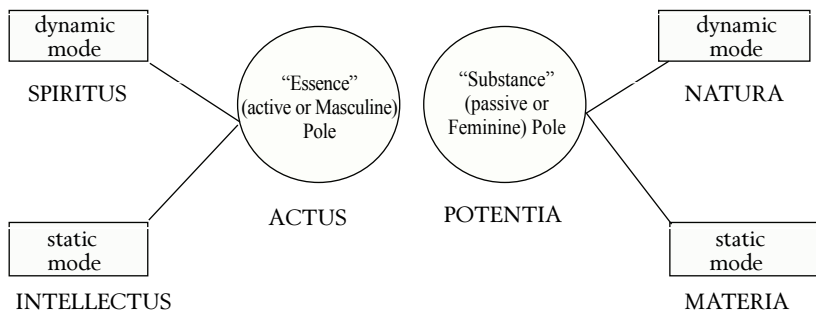 dynamic
mode
SPIRITUS
“Essence”
(active or Masculine)
Pole
ACTUS
static
mode
INTELLECTUS
“Substance”
(passive or
Feminine) Pole
POTENTIA
dynamic
mode
NATURA
static
mode
MATERIA